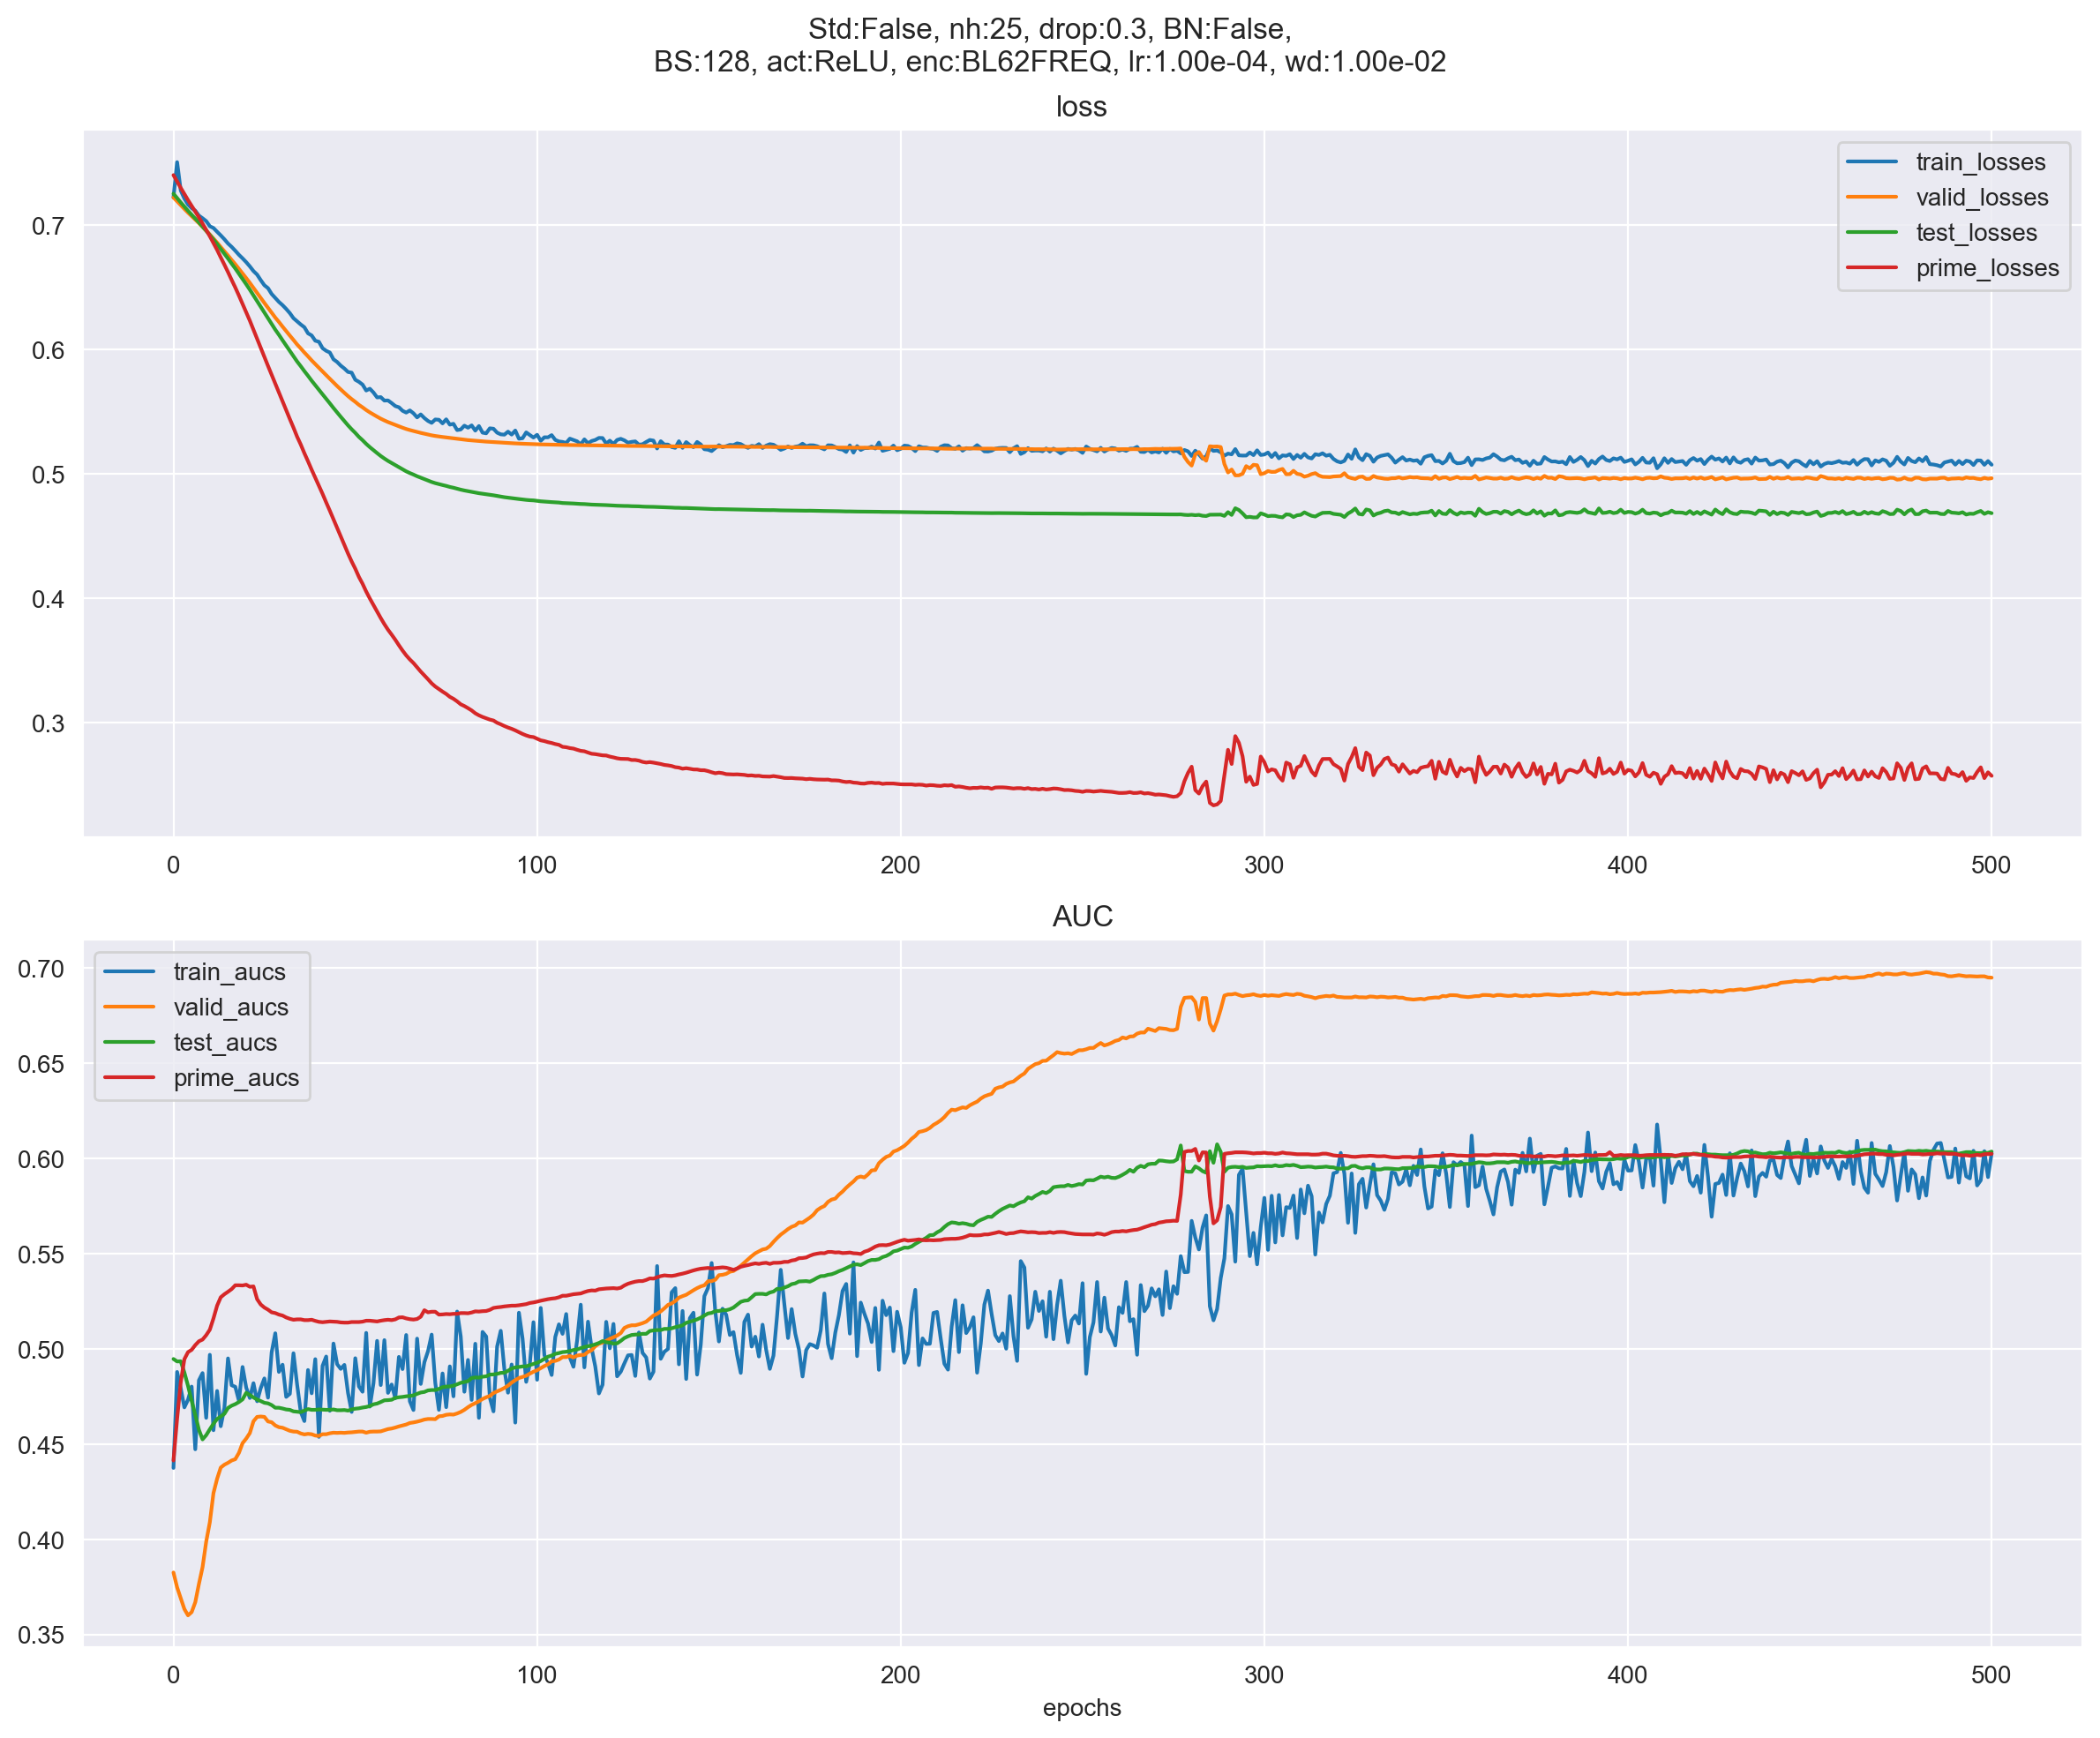 Std:False, nh:25, drop:0.3, BN:False,
BS:128, act:ReLU, enc:BL62FREQ, lr:1.00e-04, wd:1.00e-02
loss
train_losses
valid_losses
test_losses
prime_losses
0.7
0.6
0.5
0.4
0.3
0 100 200 300 400 500
AUC
train_aucs
valid_aucs
test_aucs
prime_aucs
0.70
0.65
0.60
0.55
0.50
0.45
0.40
0.35
0 100 200 300 400 500
epochs